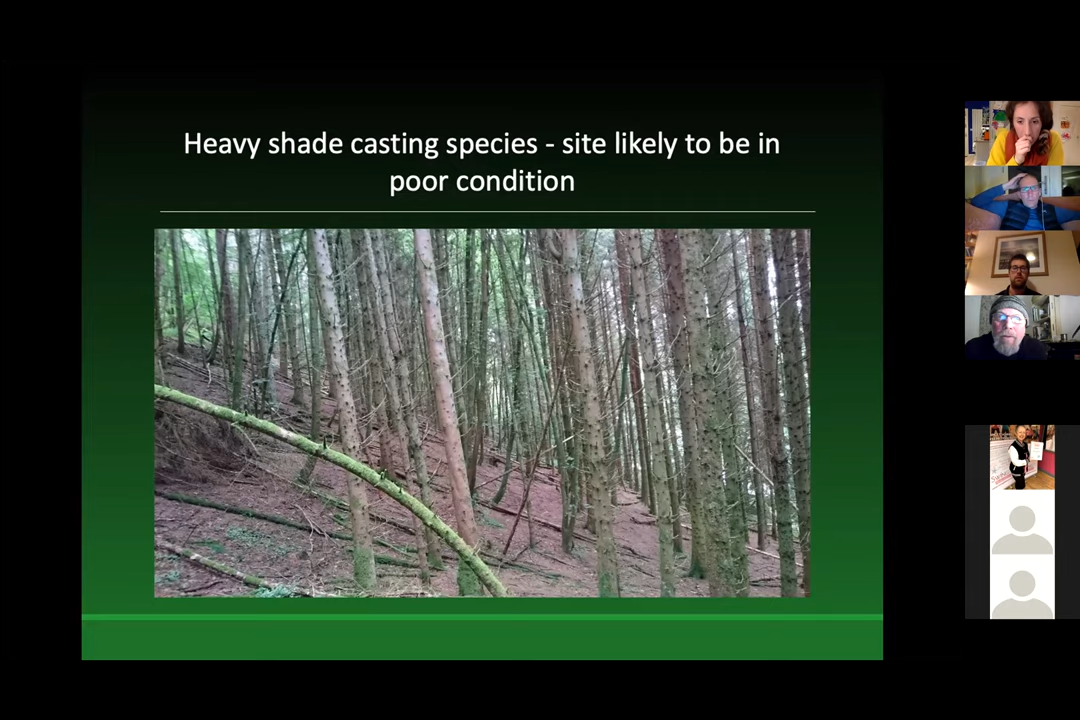 Heavy shade casting species - site likely to be in
poor condition